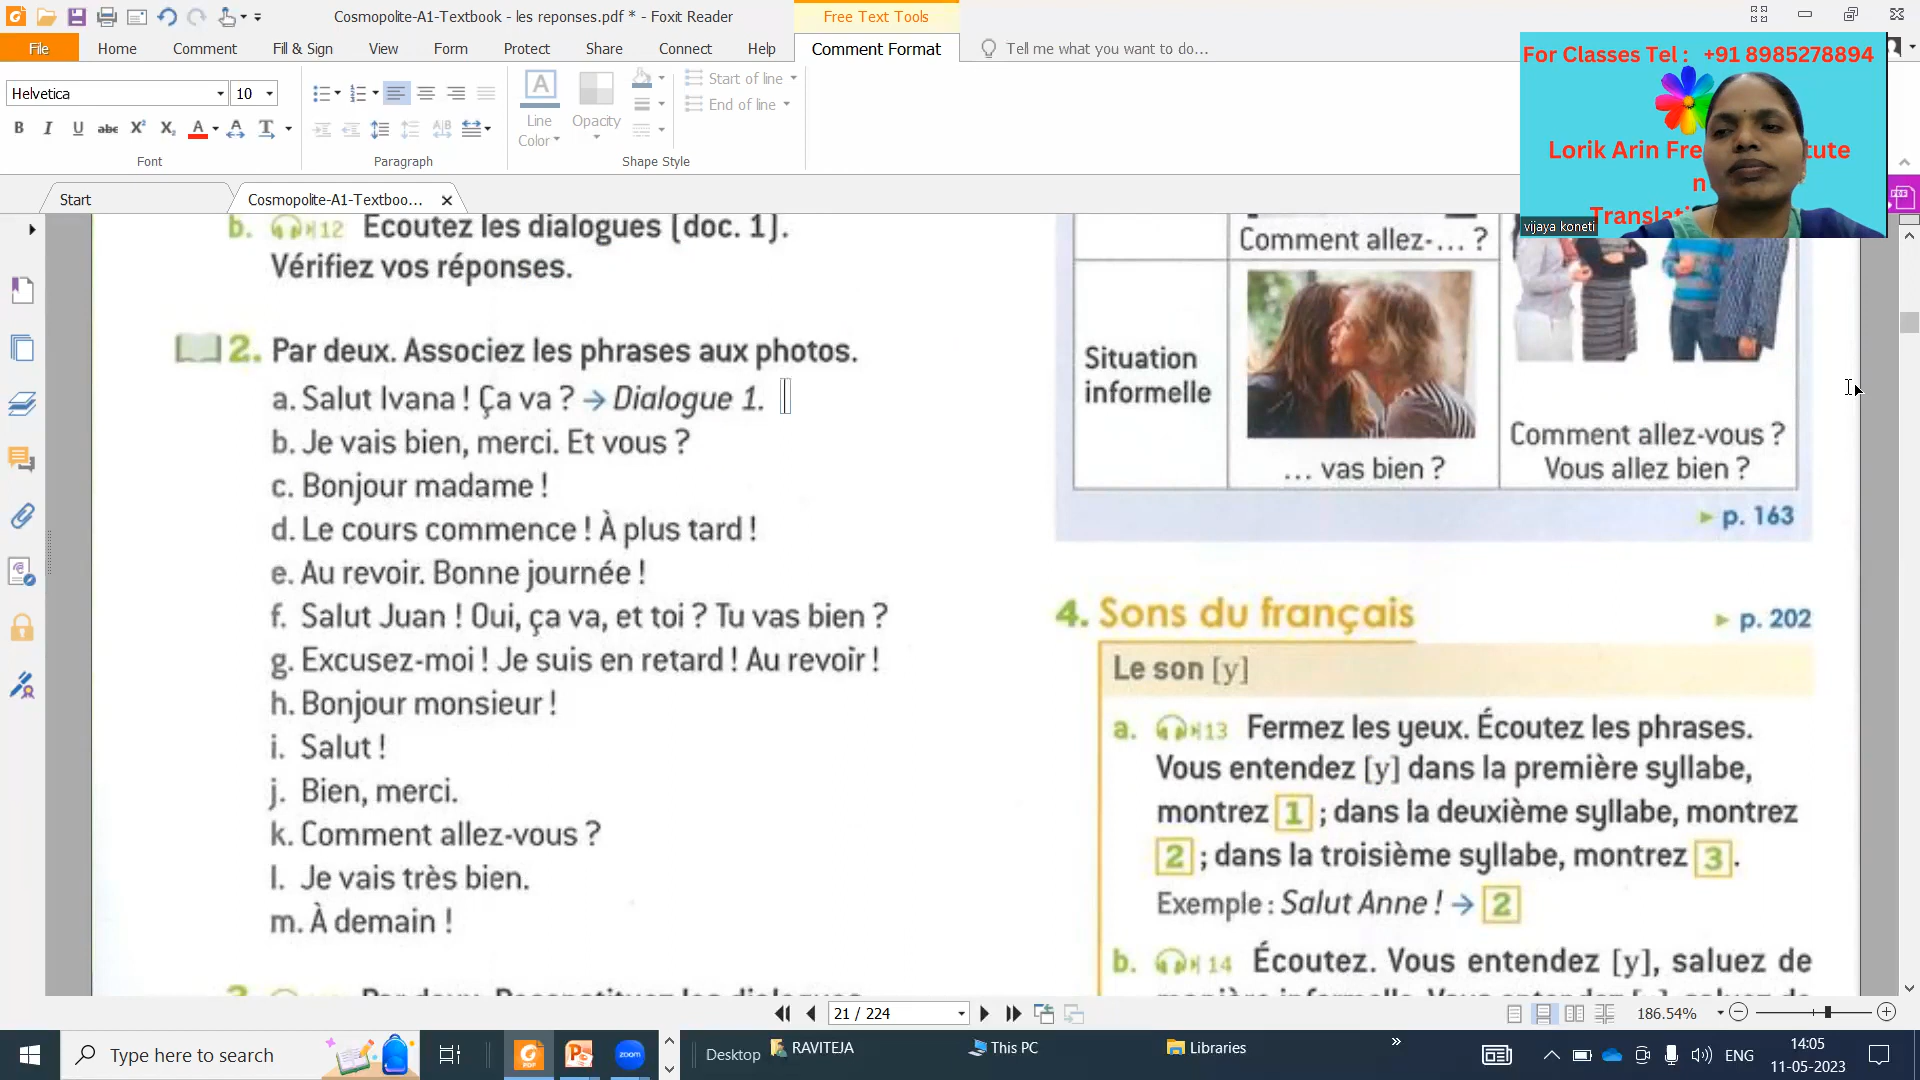 Cosmopolite-A1-Textbook - les reponses.pdf * - Foxit Reader
Free Text Tools
File
Home
Comment
Fill & Sign
View
Form
Protect
Share
Connect
Help
Comment Format
Tell me what you want to do...
For Classes Tel : +91 8985278894
Lorik Arin
Translati
vijaya koneti
Helvetica
10
Font
Paragraph
Line Color
Opacity
Start of line
End of line
Shape Style
Start
Cosmopolite-A1-Textboo...
b. 12 Ecoutez les dialogues (doc. 1).
Vérifiez vos réponses.
2. Par deux. Associez les phrases aux photos.
a. Salut Ivana ! Ça va ? → Dialogue 1.
b. Je vais bien, merci. Et vous ?
c. Bonjour madame !
d. Le cours commence ! À plus tard !
e. Au revoir. Bonne journée !
f. Salut Juan ! Oui, ça va, et toi ? Tu vas bien ?
g. Excusez-moi ! Je suis en retard ! Au revoir !
h. Bonjour monsieur !
i. Salut !
j. Bien, merci.
k. Comment allez-vous ?
l. Je vais très bien.
m. À demain !
Comment allez-... ?
Situation
informelle
... vas bien ?
Comment allez-vous ?
Vous allez bien ?
► p. 163
4. Sons du français
► p. 202
Le son [y]
a. 13 Fermez les yeux. Écoutez les phrases.
Vous entendez [y] dans la première syllabe,
montrez 1 ; dans la deuxième syllabe, montrez
2 ; dans la troisième syllabe, montrez 3.
Exemple : Salut Anne ! → 2
b. 14 Écoutez. Vous entendez [y], saluez de
21 / 224
186.54%
Type here to search
Desktop
RAVITEJA
This PC
Libraries
ENG
14:05
11-05-2023